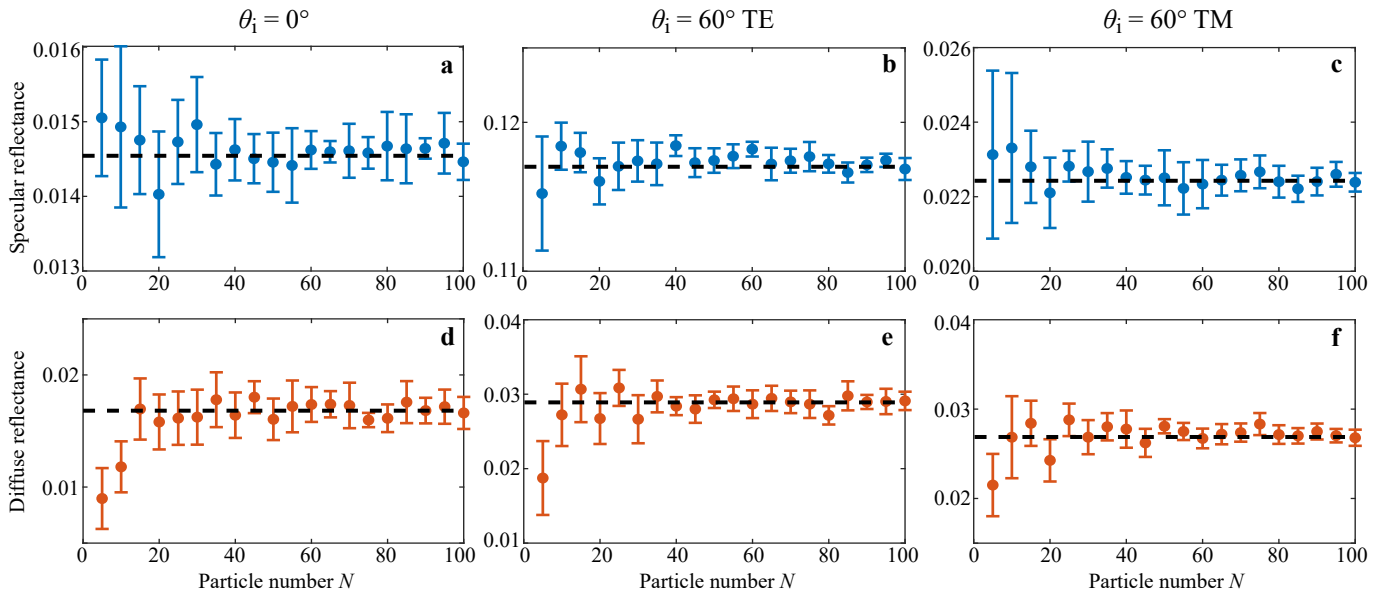 θi = 0°
θi = 60° TE
θi = 60° TM
Specular reflectance
0.016
0.015
0.014
0.013
a
0 20 40 60 80 100
0.12
0.11
b
0 20 40 60 80 100
0.026
0.024
0.022
0.020
c
0 20 40 60 80 100
Diffuse reflectance
0.02
0.01
d
0 20 40 60 80 100
Particle number N
0.04
0.03
0.02
0.01
e
0 20 40 60 80 100
Particle number N
0.04
0.03
0.02
f
0 20 40 60 80 100
Particle number N